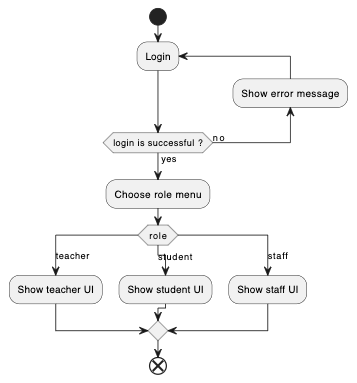 Login
Show error message
login is successful ?
no
yes
Choose role menu
role
teacher
student
staff
Show teacher UI
Show student UI
Show staff UI